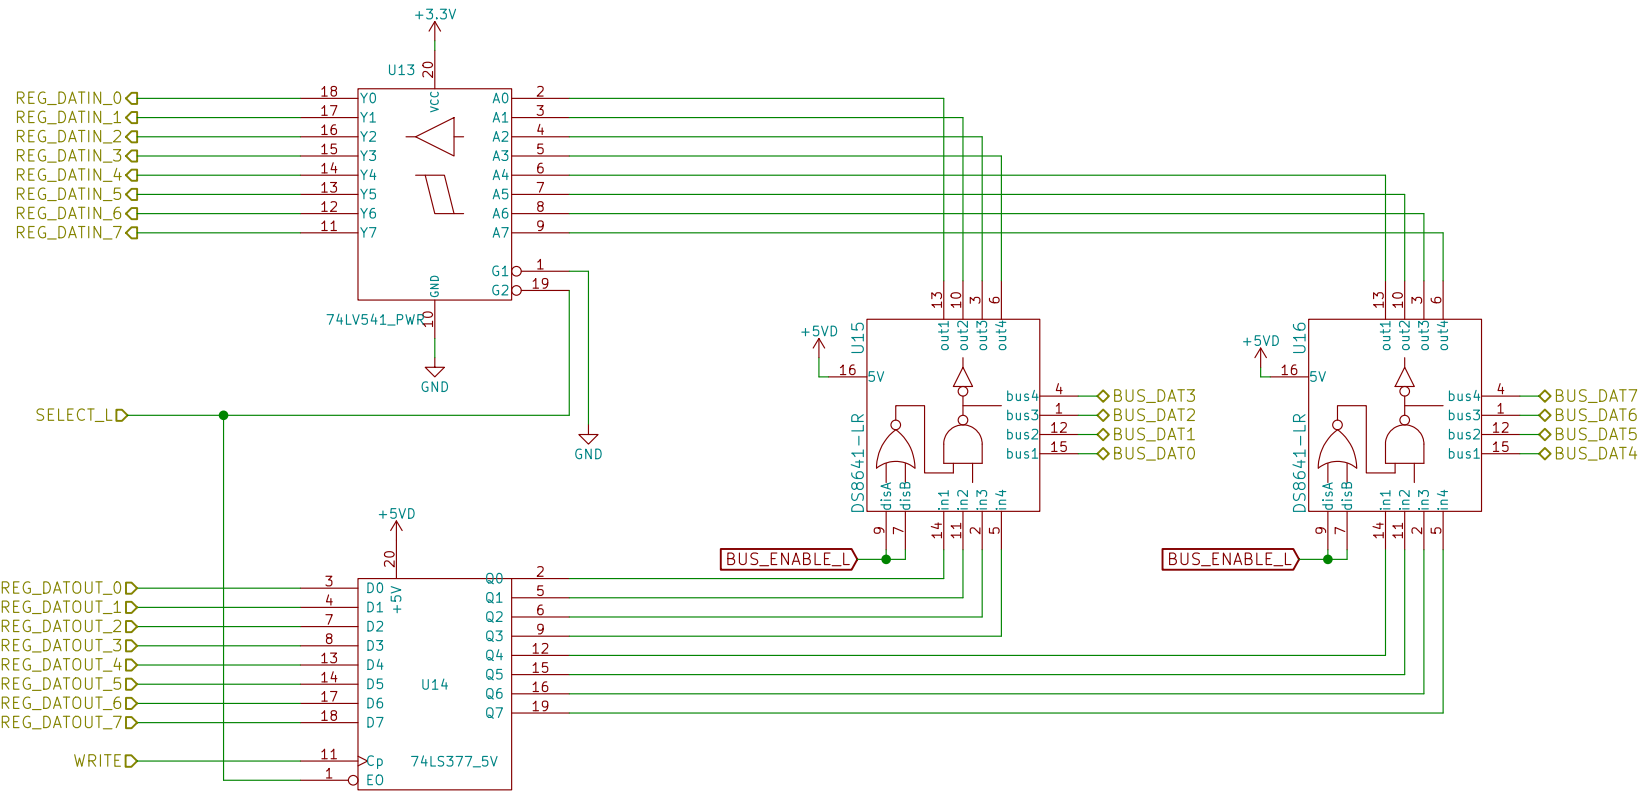 +3.3V
U13
20
VCC
REG_DATIN_0
18
Y0
A0
2
REG_DATIN_1
17
Y1
A1
3
REG_DATIN_2
16
Y2
A2
4
REG_DATIN_3
15
Y3
A3
5
REG_DATIN_4
14
Y4
A4
6
REG_DATIN_5
13
Y5
A5
7
REG_DATIN_6
12
Y6
A6
8
REG_DATIN_7
11
Y7
A7
9
G1
1
G2
19
GND
74LV541_PWR
10
GND
SELECT_L
GND
+5VD
U15
16
5V
13
10
3
6
out1
out2
out3
out4
bus4
4
BUS_DAT3
bus3
1
BUS_DAT2
bus2
12
BUS_DAT1
bus1
15
BUS_DAT0
DS8641-LR
disA
disB
in1
in2
in3
in4
9
7
14
11
2
5
BUS_ENABLE_L
+5VD
U16
16
5V
13
10
3
6
out1
out2
out3
out4
bus4
4
BUS_DAT7
bus3
1
BUS_DAT6
bus2
12
BUS_DAT5
bus1
15
BUS_DAT4
DS8641-LR
disA
disB
in1
in2
in3
in4
9
7
14
11
2
5
BUS_ENABLE_L
+5VD
20
+5V
REG_DATOUT_0
3
D0
Q0
2
REG_DATOUT_1
4
D1
Q1
5
REG_DATOUT_2
7
D2
Q2
6
REG_DATOUT_3
8
D3
Q3
9
REG_DATOUT_4
13
D4
Q4
12
REG_DATOUT_5
14
D5
U14
Q5
15
REG_DATOUT_6
17
D6
Q6
16
REG_DATOUT_7
18
D7
Q7
19
WRITE
11
Cp
74LS377_5V
1
EO